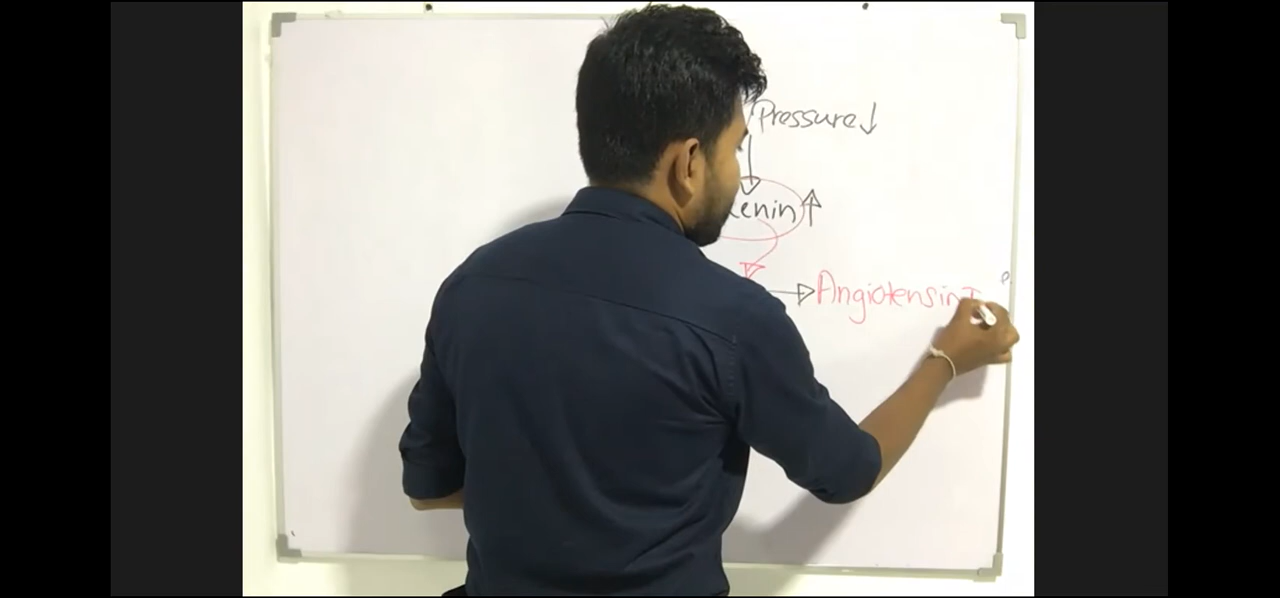 Pressure ↓
enin ↑
→ Angiotensin I